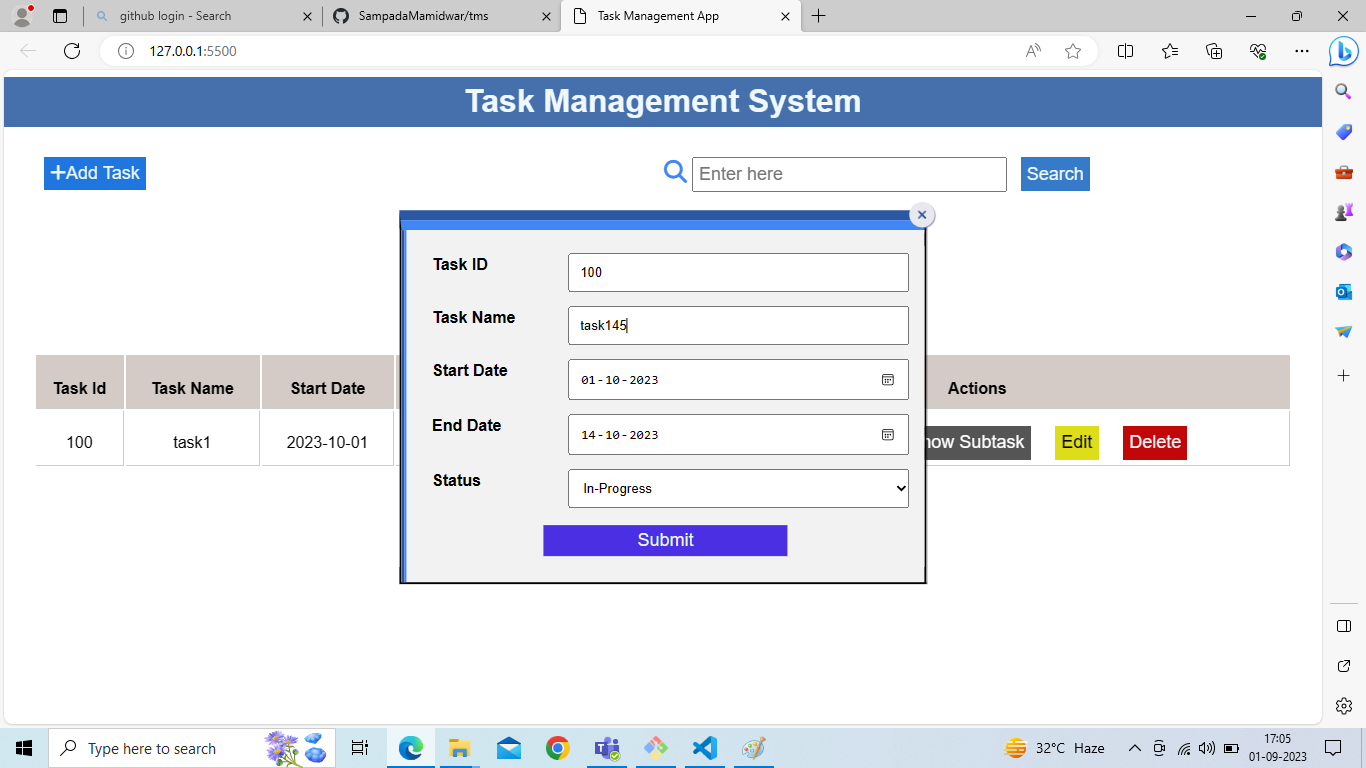 github login - Search
SampadaMamidwar/tms
Task Management App
127.0.0.1:5500
Task Management System
Add Task
Enter here
Search
Task ID
100
Task Name
task145
Start Date
01-10-2023
End Date
14-10-2023
Status
In-Progress
Submit
Task Id Task Name Start Date Actions
100 task1 2023-10-01 how Subtask Edit Delete
Type here to search
32°C Haze
17:05
01-09-2023